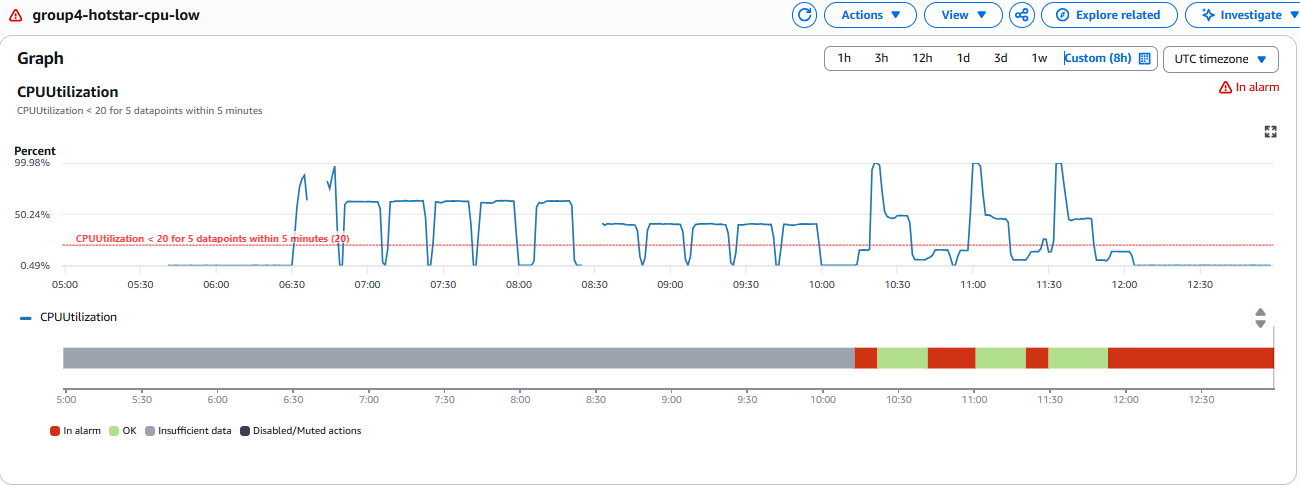 group4-hotstar-cpu-low
Actions ▼ View ▼ Explore related Investigate ▼
Graph
1h 3h 12h 1d 3d 1w Custom (8h) UTC timezone ▼
CPUUtilization
In alarm
CPUUtilization < 20 for 5 datapoints within 5 minutes
Percent
99.98%
50.24%
CPUUtilization < 20 for 5 datapoints within 5 minutes (20)
0.49%
05:00 05:30 06:00 06:30 07:00 07:30 08:00 08:30 09:00 09:30 10:00 10:30 11:00 11:30 12:00 12:30
CPUUtilization
5:00 5:30 6:00 6:30 7:00 7:30 8:00 8:30 9:00 9:30 10:00 10:30 11:00 11:30 12:00 12:30
In alarm OK Insufficient data Disabled/Muted actions